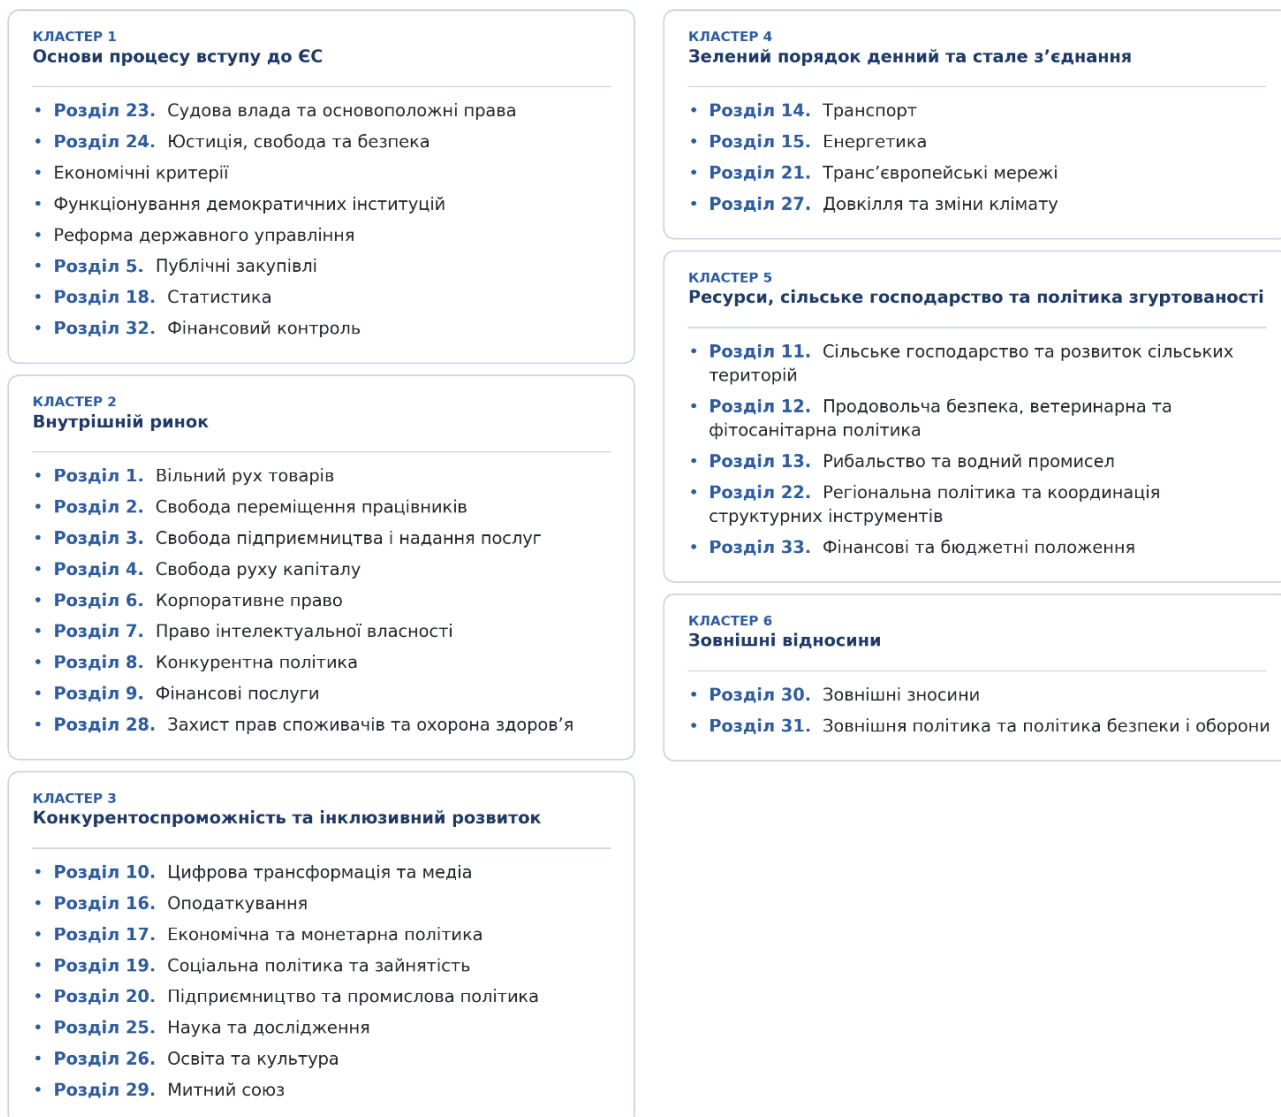 КЛАСТЕР 1
Основи процесу вступу до ЄС
• Розділ 23. Судова влада та основоположні права
• Розділ 24. Юстиція, свобода та безпека
• Економічні критерії
• Функціонування демократичних інституцій
• Реформа державного управління
• Розділ 5. Публічні закупівлі
• Розділ 18. Статистика
• Розділ 32. Фінансовий контроль
КЛАСТЕР 2
Внутрішній ринок
• Розділ 1. Вільний рух товарів
• Розділ 2. Свобода переміщення працівників
• Розділ 3. Свобода підприємництва і надання послуг
• Розділ 4. Свобода руху капіталу
• Розділ 6. Корпоративне право
• Розділ 7. Право інтелектуальної власності
• Розділ 8. Конкурентна політика
• Розділ 9. Фінансові послуги
• Розділ 28. Захист прав споживачів та охорона здоров’я
КЛАСТЕР 3
Конкурентоспроможність та інклюзивний розвиток
• Розділ 10. Цифрова трансформація та медіа
• Розділ 16. Оподаткування
• Розділ 17. Економічна та монетарна політика
• Розділ 19. Соціальна політика та зайнятість
• Розділ 20. Підприємництво та промислова політика
• Розділ 25. Наука та дослідження
• Розділ 26. Освіта та культура
• Розділ 29. Митний союз
КЛАСТЕР 4
Зелений порядок денний та стале з’єднання
• Розділ 14. Транспорт
• Розділ 15. Енергетика
• Розділ 21. Транс’європейські мережі
• Розділ 27. Довкілля та зміни клімату
КЛАСТЕР 5
Ресурси, сільське господарство та політика згуртованості
• Розділ 11. Сільське господарство та розвиток сільських
територій
• Розділ 12. Продовольча безпека, ветеринарна та
фітосанітарна політика
• Розділ 13. Рибальство та водний промисел
• Розділ 22. Регіональна політика та координація
структурних інструментів
• Розділ 33. Фінансові та бюджетні положення
КЛАСТЕР 6
Зовнішні відносини
• Розділ 30. Зовнішні зносини
• Розділ 31. Зовнішня політика та політика безпеки і оборони